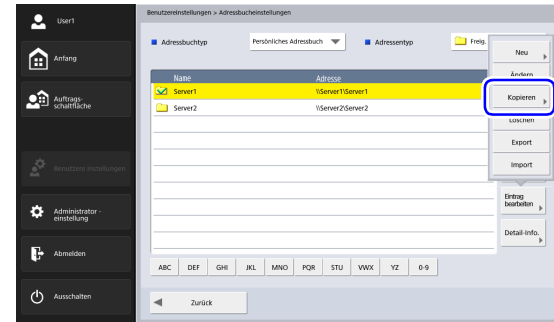 User1
Anfang
Auftrags-
schaltfläche
Benutzere instellungen
Administrator -
einstellung
Abmelden
Ausschalten
Benutzereinstellungen > Adressbucheinstellungen
Adressbuchtyp
Persönliches Adressbuch
Adressentyp
Freig.
Name Adresse
Server1 \\Server1\Server1
Server2 \\Server2\Server2
Neu
Ändern
Kopieren
Löschen
Export
Import
Eintrag
bearbeiten
Detail-Info.
ABC DEF GHI JKL MNO PQR STU VWX YZ 0-9
Zurück